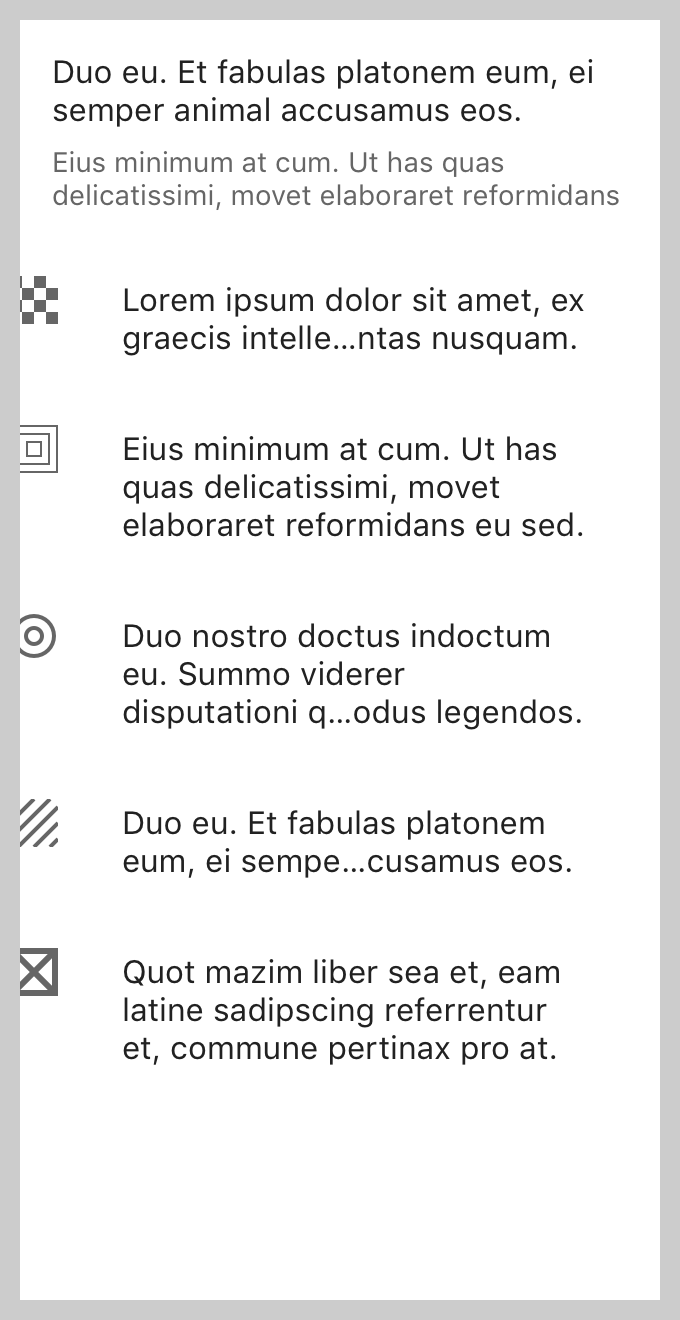 Duo eu. Et fabulas platonem eum, ei
semper animal accusamus eos.
Eius minimum at cum. Ut has quas
delicatissimi, movet elaboraret reformidans
Lorem ipsum dolor sit amet, ex
graecis intelle...ntas nusquam.
Eius minimum at cum. Ut has
quas delicatissimi, movet
elaboraret reformidans eu sed.
Duo nostro doctus indoctum
eu. Summo viderer
disputationi q...odus legendos.
Duo eu. Et fabulas platonem
eum, ei sempe...cusamus eos.
Quot mazim liber sea et, eam
latine sadipscing referrentur
et, commune pertinax pro at.